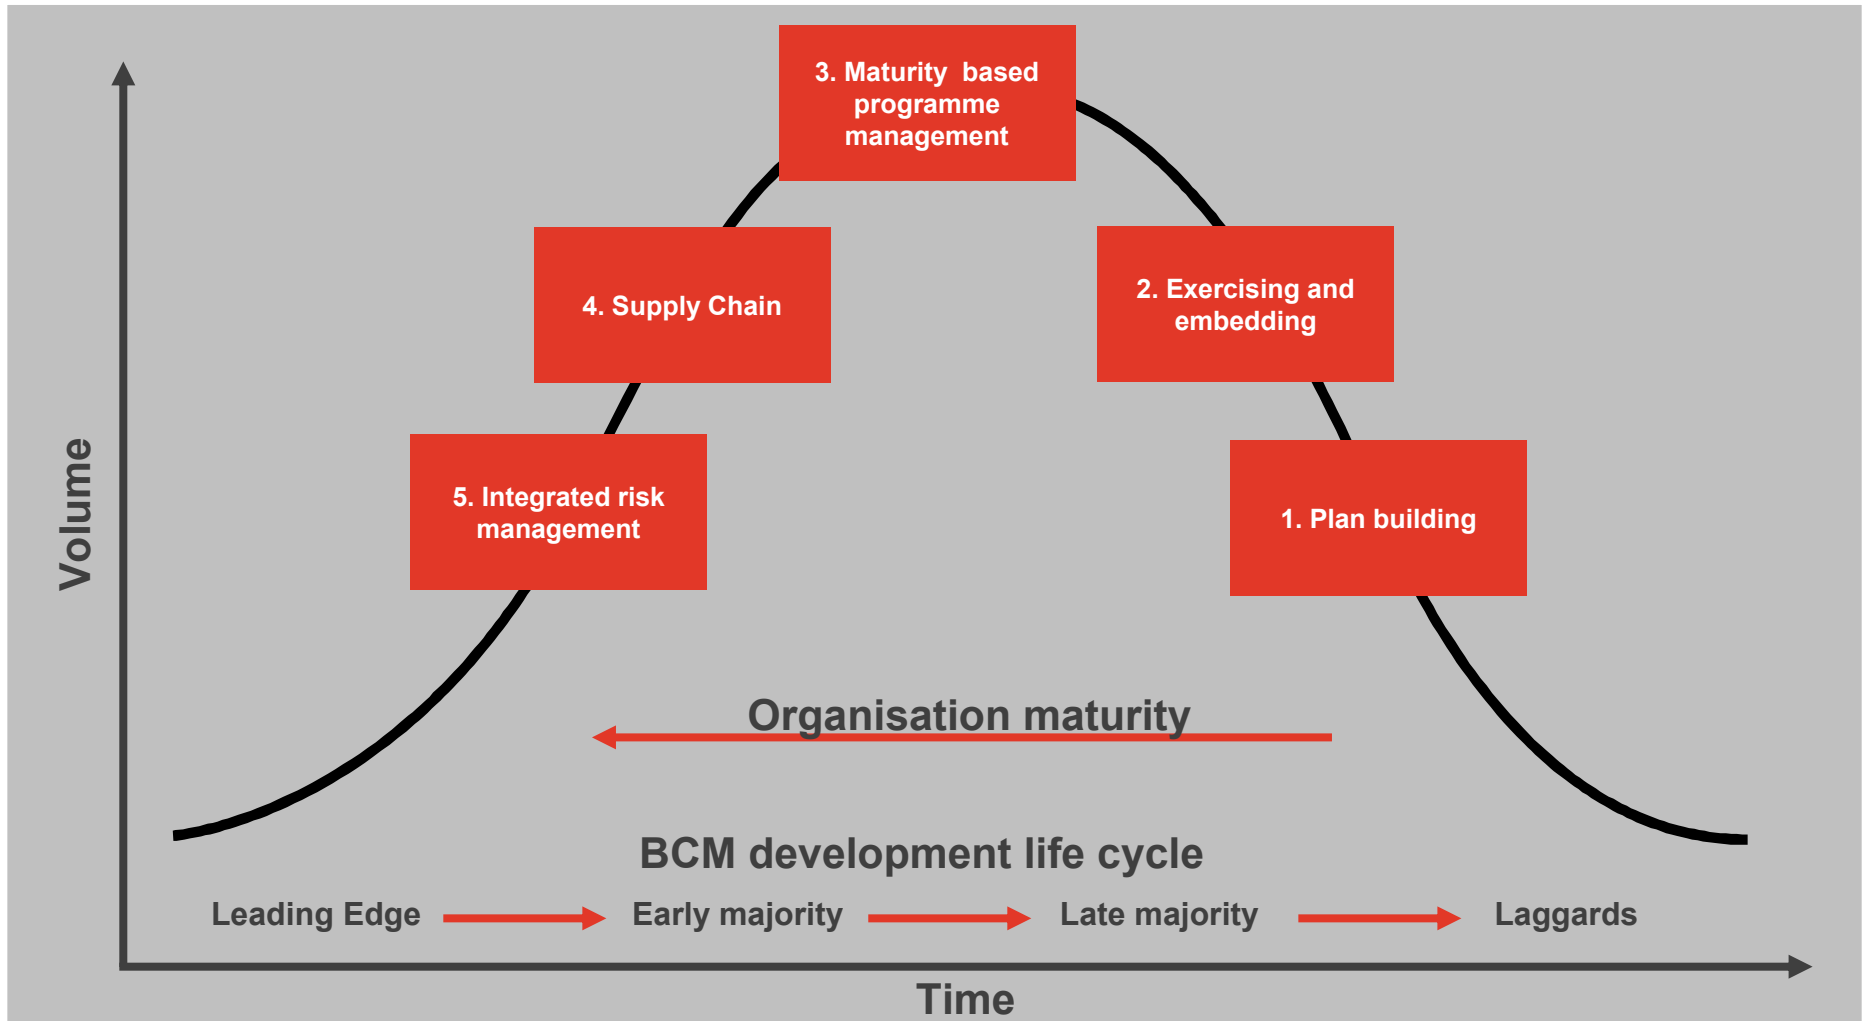 3. Maturity based
programme
management
4. Supply Chain
2. Exercising and
embedding
5. Integrated risk
management
1. Plan building
Volume
Organisation maturity
BCM development life cycle
Leading Edge
Early majority
Late majority
Laggards
Time